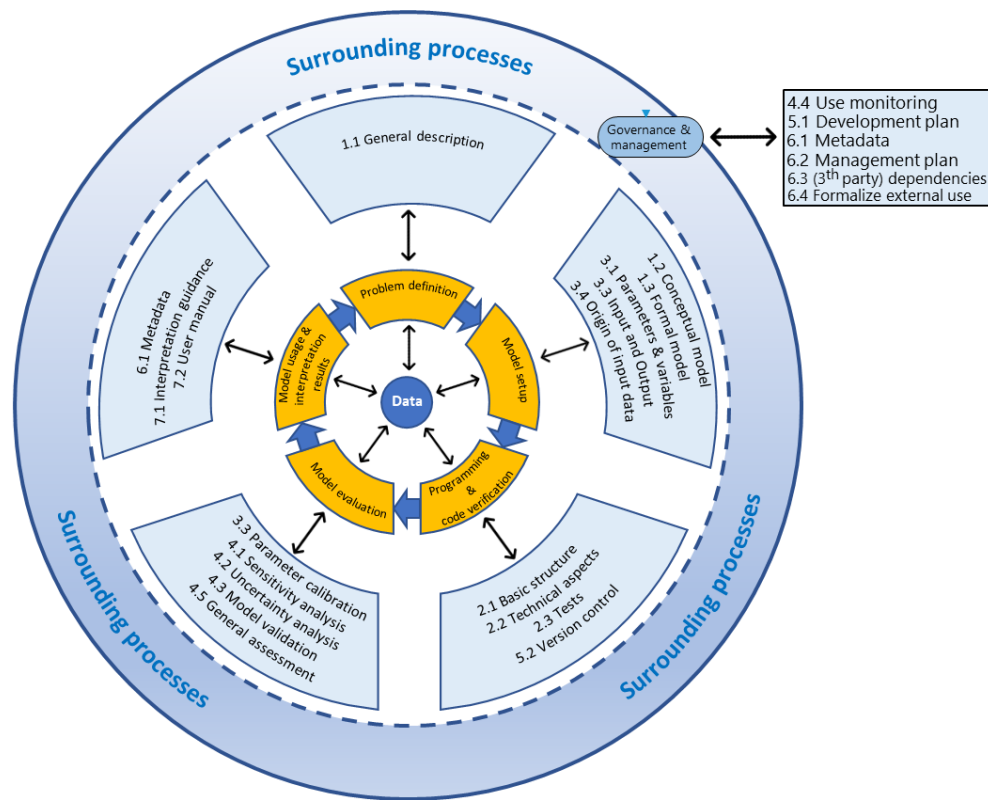 Surrounding processes
Governance &
management
4.4 Use monitoring
5.1 Development plan
6.1 Metadata
6.2 Management plan
6.3 (3th party) dependencies
6.4 Formalize external use
1.1 General description
1.2 Conceptual model
1.3 Formal model
3.1 Parameters & variables
3.3 Input and Output
3.4 Origin of input data
6.1 Metadata
7.1 Interpretation guidance
7.2 User manual
Problem definition
Model setup
Programming
&
code verification
Model evaluation
Model usage &
interpretation
results
Data
2.1 Basic structure
2.2 Technical aspects
2.3 Tests
5.2 Version control
3.3 Parameter calibration
4.1 Sensitivity analysis
4.2 Uncertainty analysis
4.3 Model validation
4.5 General assessment
Surrounding processes
Surrounding processes